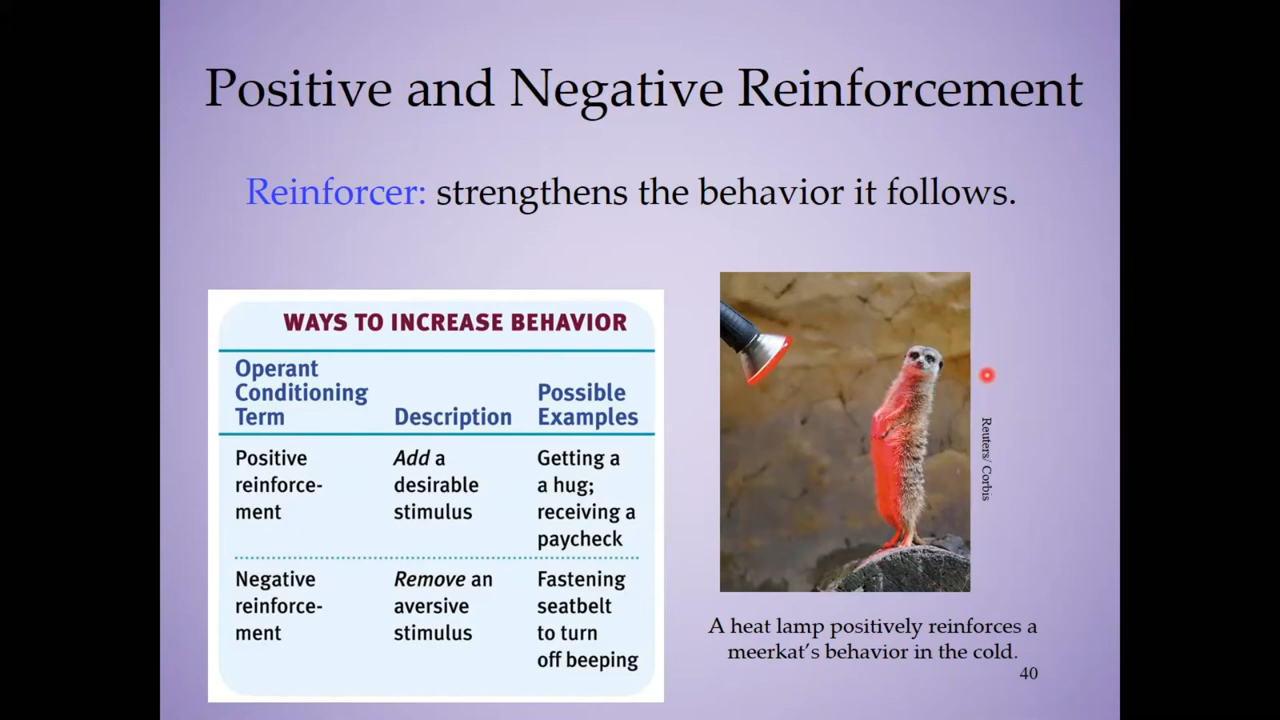 Positive and Negative Reinforcement
Reinforcer: strengthens the behavior it follows.
WAYS TO INCREASE BEHAVIOR
Operant
Conditioning
Term
Description
Possible
Examples
Positive
reinforce-
ment
Add a
desirable
stimulus
Getting a
a hug;
receiving a
paycheck
Negative
reinforce-
ment
Remove an
aversive
stimulus
Fastening
seatbelt
to turn
off beeping
Reuters/ Corbis
A heat lamp positively reinforces a
meerkat's behavior in the cold.
40